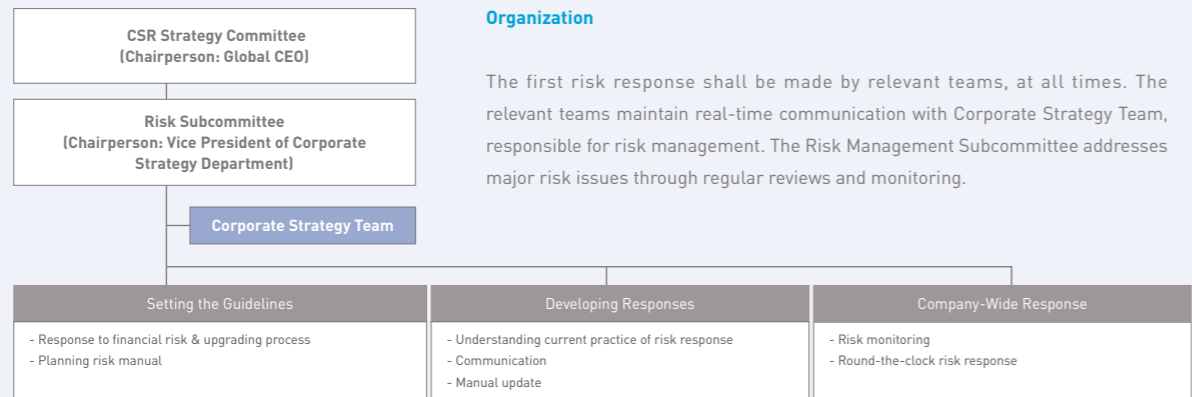 CSR Strategy Committee
(Chairperson: Global CEO)
Risk Subcommittee
(Chairperson: Vice President of Corporate
Strategy Department)
Corporate Strategy Team
Organization
The first risk response shall be made by relevant teams, at all times. The
relevant teams maintain real-time communication with Corporate Strategy Team,
responsible for risk management. The Risk Management Subcommittee addresses
major risk issues through regular reviews and monitoring.
Setting the Guidelines
- Response to financial risk & upgrading process
- Planning risk manual
Developing Responses
- Understanding current practice of risk response
- Communication
- Manual update
Company-Wide Response
- Risk monitoring
- Round-the-clock risk response